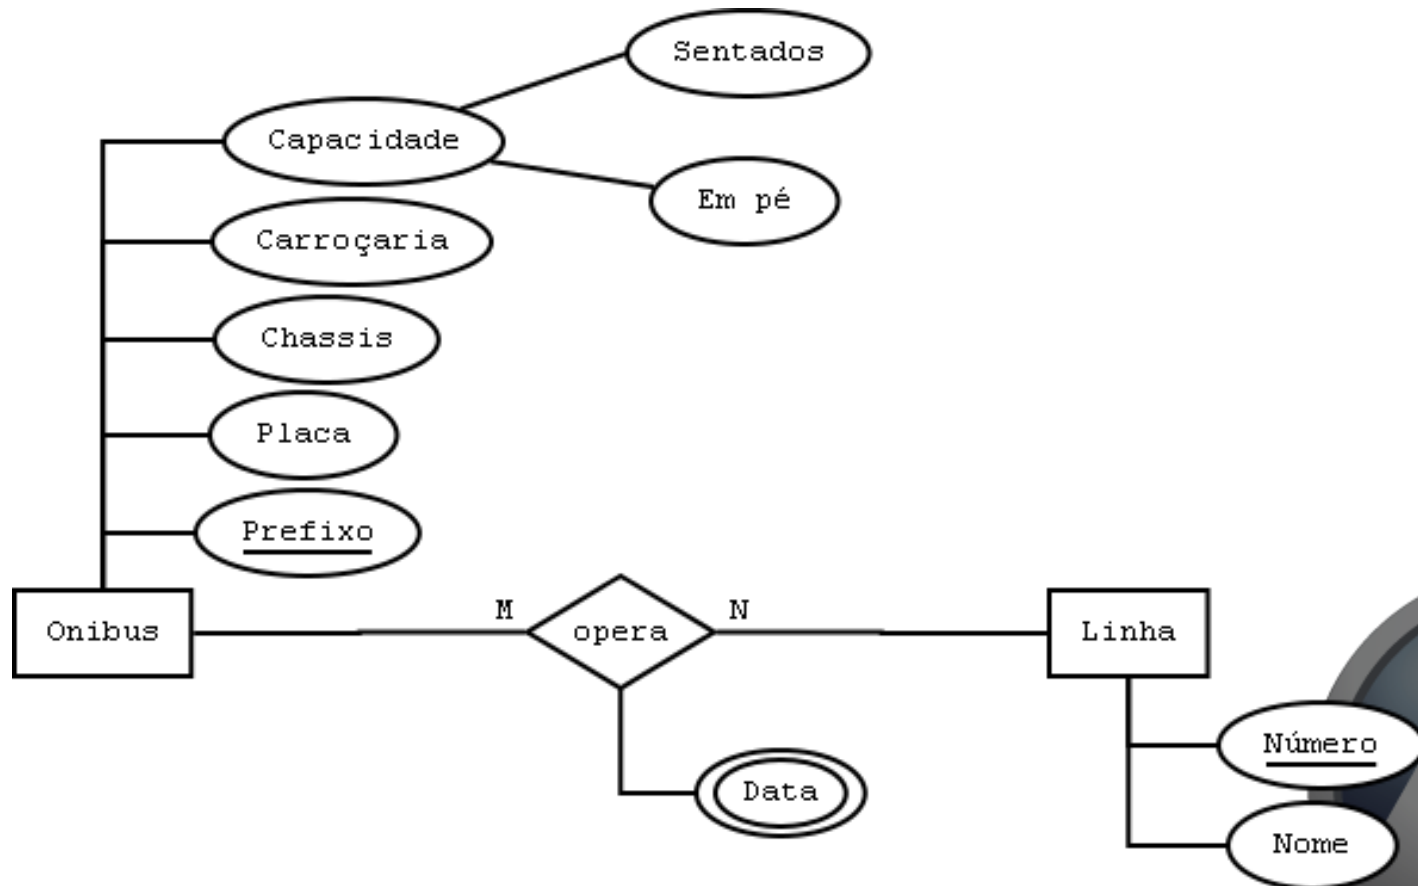 Sentados
Capacidade
Em pé
Carroçaria
Chassis
Placa
Prefixo
Onibus
M
opera
N
Linha
Número
Data
Nome